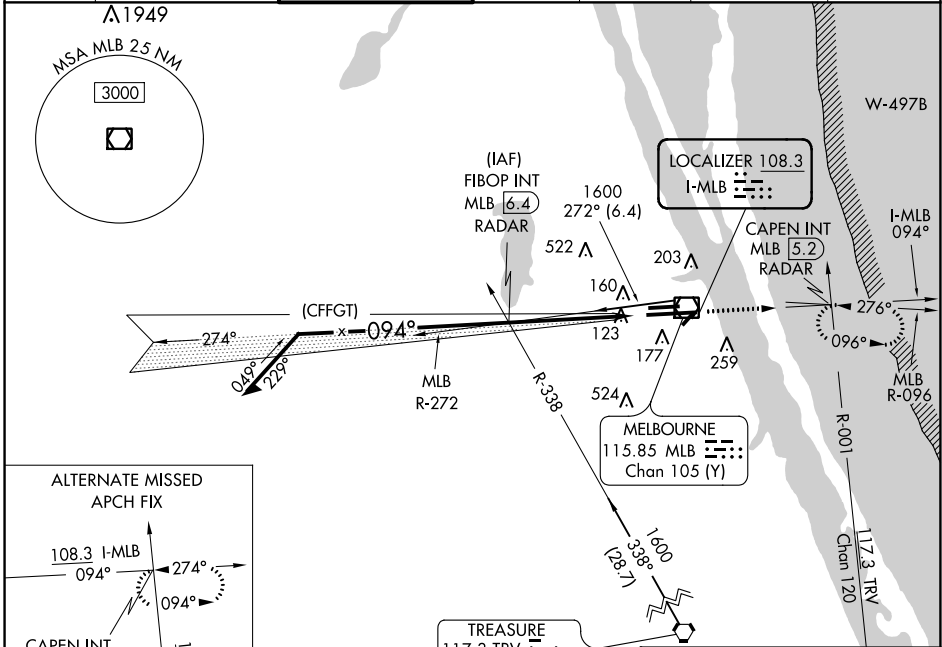 1949
MSA MLB 25 NM
3000
W-497B
(IAF)
FIBOP INT
MLB 6.4
RADAR
1600
272° (6.4)
LOCALIZER 108.3
I-MLB
CAPEN INT
MLB 5.2
RADAR
I-MLB
094°
522
203
160
(CFFGT)
274°
x
094°
123
276°
096°
049°
229°
177
259
MLB
R-272
MLB
R-096
R-338
524
MELBOURNE
115.85 MLB
Chan 105 (Y)
R-001
ALTERNATE MISSED
APCH FIX
108.3 I-MLB
094°
274°
094°
1600
338°
(28.7)
117.3 TRV
Chan 120
TREASURE